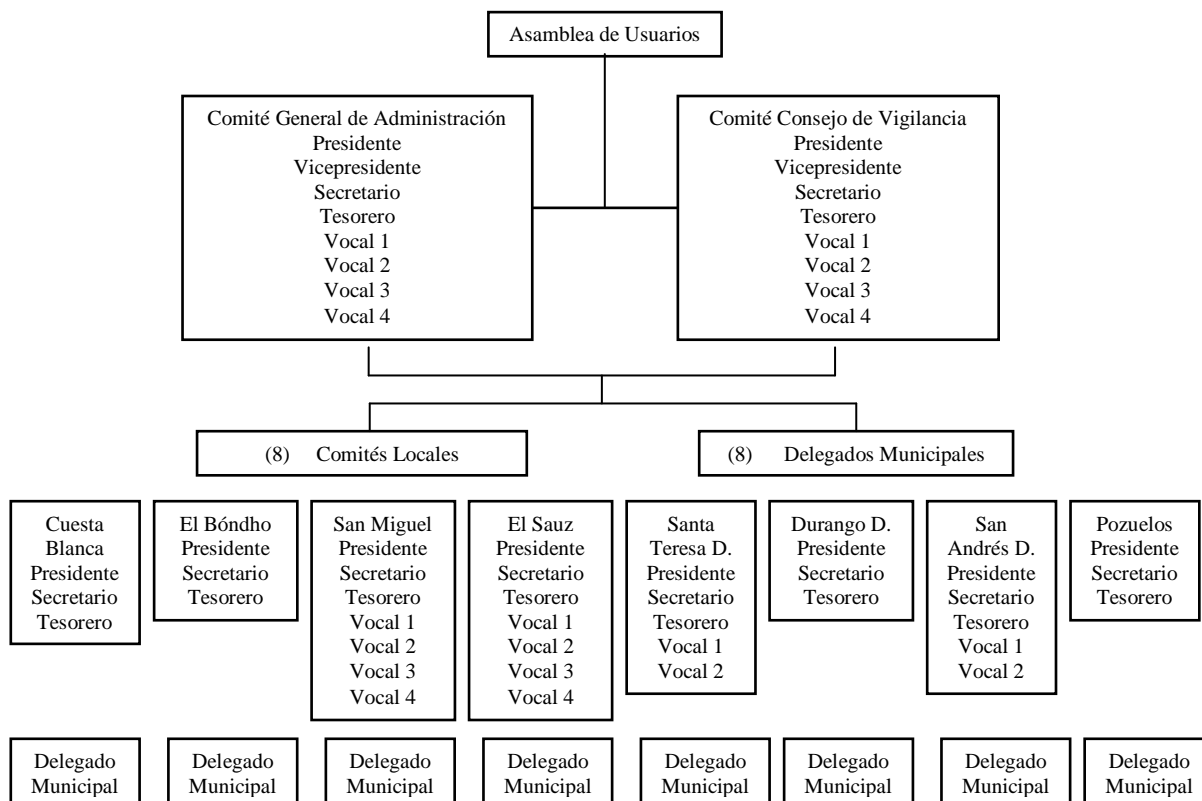 Asamblea de Usuarios
Comité General de Administración
Presidente
Vicepresidente
Secretario
Tesorero
Vocal 1
Vocal 2
Vocal 3
Vocal 4
Comité Consejo de Vigilancia
Presidente
Vicepresidente
Secretario
Tesorero
Vocal 1
Vocal 2
Vocal 3
Vocal 4
(8) Comités Locales
(8) Delegados Municipales
Cuesta
Blanca
Presidente
Secretario
Tesorero
El Bóndho
Presidente
Secretario
Tesorero
San Miguel
Presidente
Secretario
Tesorero
Vocal 1
Vocal 2
Vocal 3
Vocal 4
El Sauz
Presidente
Secretario
Tesorero
Vocal 1
Vocal 2
Vocal 3
Vocal 4
Santa
Teresa D.
Presidente
Secretario
Tesorero
Vocal 1
Vocal 2
Durango D.
Presidente
Secretario
Tesorero
San
Andrés D.
Presidente
Secretario
Tesorero
Vocal 1
Vocal 2
Pozuelos
Presidente
Secretario
Tesorero
Delegado
Municipal
Delegado
Municipal
Delegado
Municipal
Delegado
Municipal
Delegado
Municipal
Delegado
Municipal
Delegado
Municipal
Delegado
Municipal